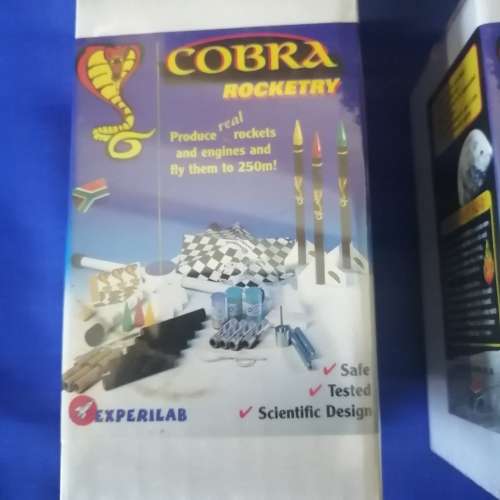 COBRA
ROCKETRY
Produce real rockets
and engines and
fly them to 250m!
✓ Safe
✓ Tested
✓ Scientific Design
EXPERILAB